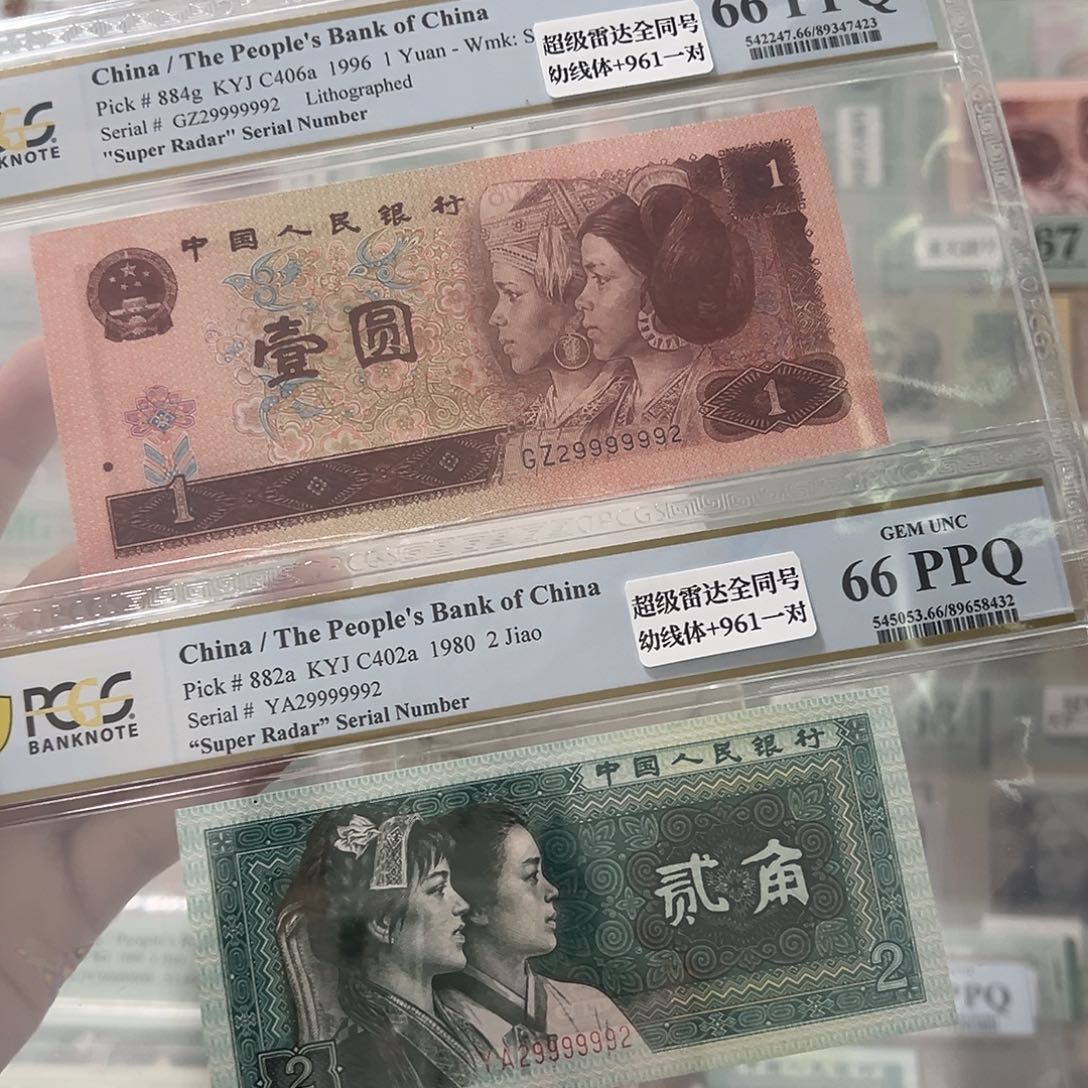 China / The People's Bank of China
Pick # 884g KYJ C406a 1996 1 Yuan - Wmk: S
Serial # GZ29999992 Lithographed
"Super Radar" Serial Number
超级雷达全同号
幼线体+961一对
66 PPQ
542247.66/89347423
GS
KNOTE
中国人民银行
1
壹圆
1
GZ29999992
1
67
GEM UNC
66 PPQ
545053.66/89658432
超级雷达全同号
幼线体+961一对
China / The People's Bank of China
Pick # 882a KYJ C402a 1980 2 Jiao
Serial # YA29999992
“Super Radar” Serial Number
PCGS
BANKNOTE
中国人民银行
贰角
2
YA29999992
2
PPQ